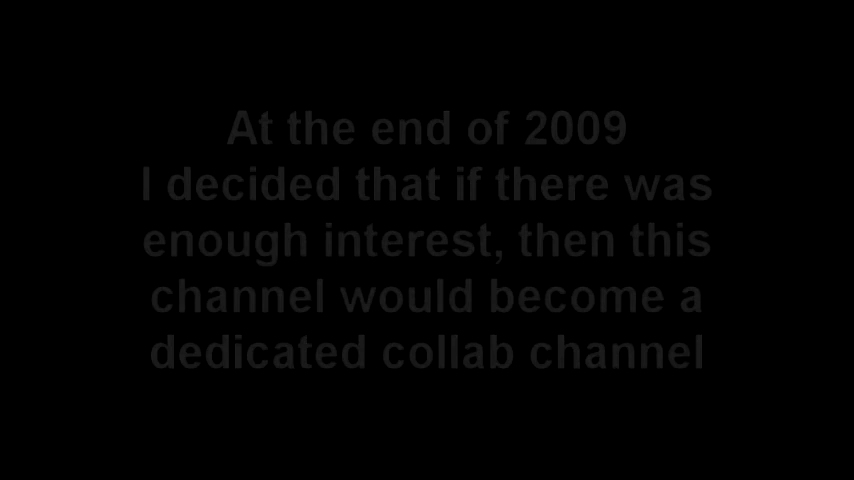 At the end of 2009
I decided that if there was
enough interest, then this
channel would become a
dedicated collab channel